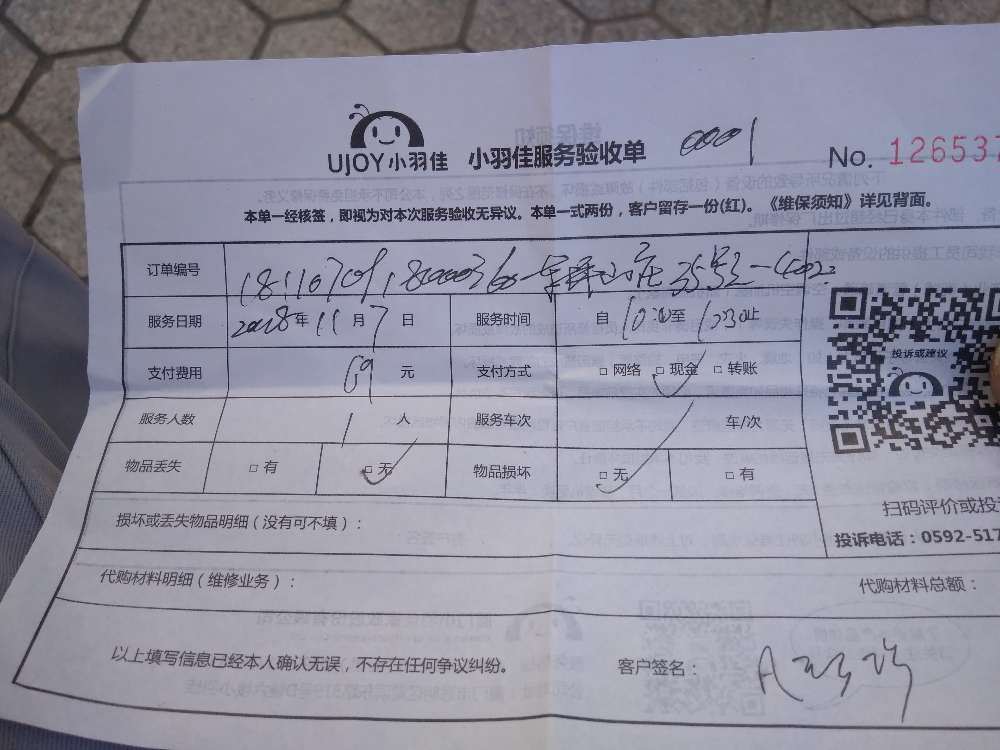 UJOY小羽佳 小羽佳服务验收单 0001 No. 126537
本单一经核签，即视为对本次服务验收无异议。本单一式两份，客户留存一份(红)。《维保须知》详见背面。
订单编号
服务日期 2018年 11 月 7 日 服务时间 自 10:00至 12:30止
支付费用 69 元 支付方式 □ 网络 □ 现金 □ 转账
投诉或建议
服务人数 1 人 服务车次 车/次
物品丢失 □ 有 □ 无 物品损坏 □ 无 □ 有
损坏或丢失物品明细（没有可不填）：
扫码评价或投
投诉电话：0592-517
代购材料明细（维修业务）：
代购材料总额：
以上填写信息已经本人确认无误，不存在任何争议纠纷。 客户签名：